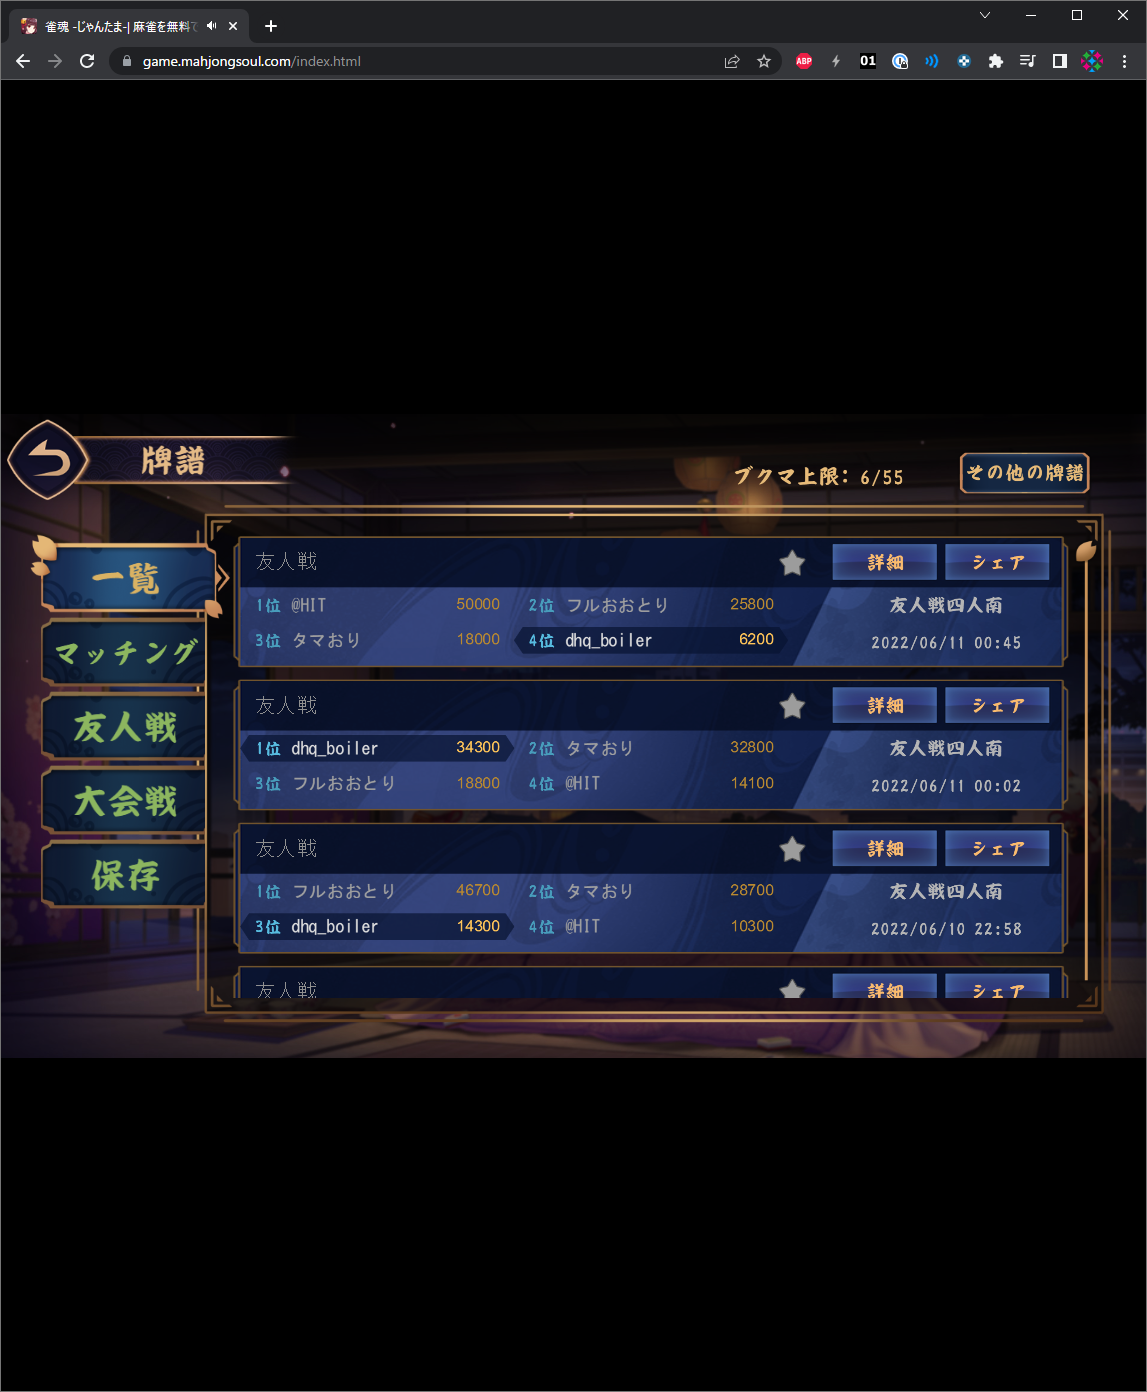 雀魂 -じゃんたま-| 麻雀を無料で
game.mahjongsoul.com/index.html
ABP
01
牌譜
ブクマ上限: 6/55
その他の牌譜
一覧
マッチング
友人戦
大会戦
保存
友人戦
詳細
シェア
1位 @HIT 50000 2位 フルおおとり 25800
友人戦四人南
3位 タマおり 18000 4位 dhq_boiler 6200
2022/06/11 00:45
友人戦
詳細
シェア
1位 dhq_boiler 34300 2位 タマおり 32800
友人戦四人南
3位 フルおおとり 18800 4位 @HIT 14100
2022/06/11 00:02
友人戦
詳細
シェア
1位 フルおおとり 46700 2位 タマおり 28700
友人戦四人南
3位 dhq_boiler 14300 4位 @HIT 10300
2022/06/10 22:58
友人戦
詳細
シェア